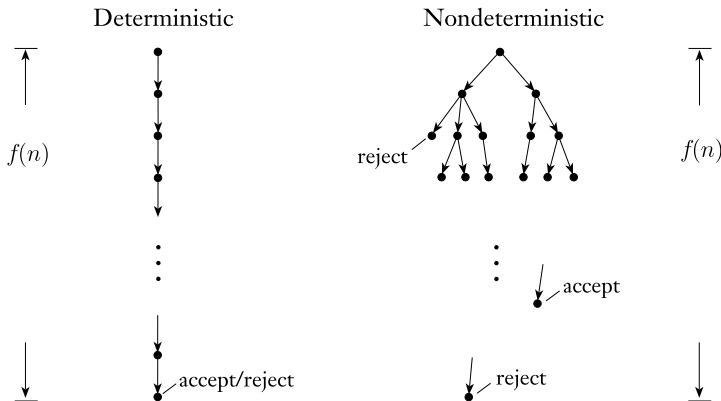 Deterministic
Nondeterministic
f(n)
reject
f(n)
accept
accept/reject
reject